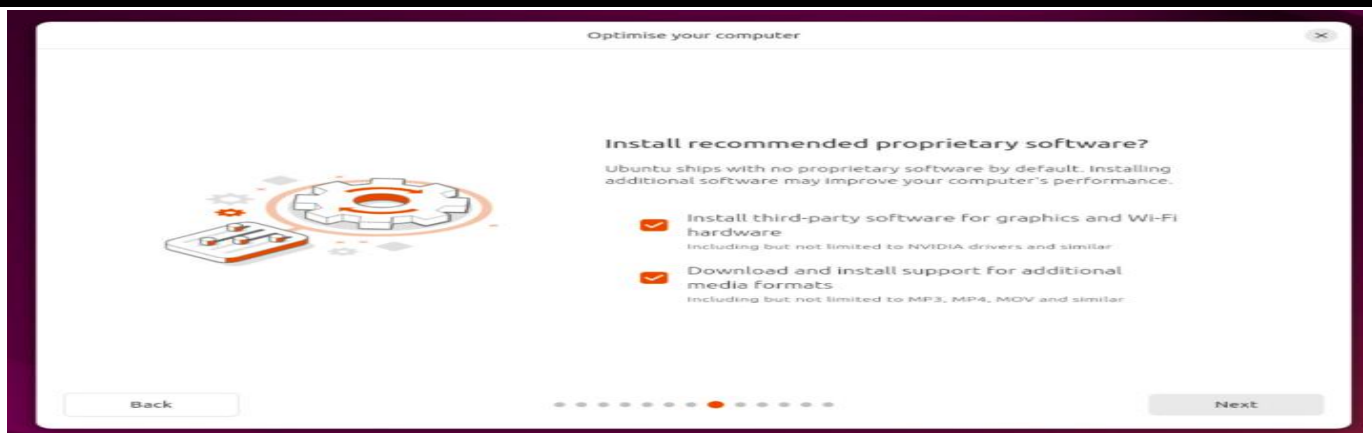 Optimise your computer
Install recommended proprietary software?
Ubuntu ships with no proprietary software by default. Installing
additional software may improve your computer's performance.
Install third-party software for graphics and Wi-Fi
hardware
Including but not limited to NVIDIA drivers and similar
Download and install support for additional
media formats
Including but not limited to MP3, MP4, MOV and similar
Back
Next